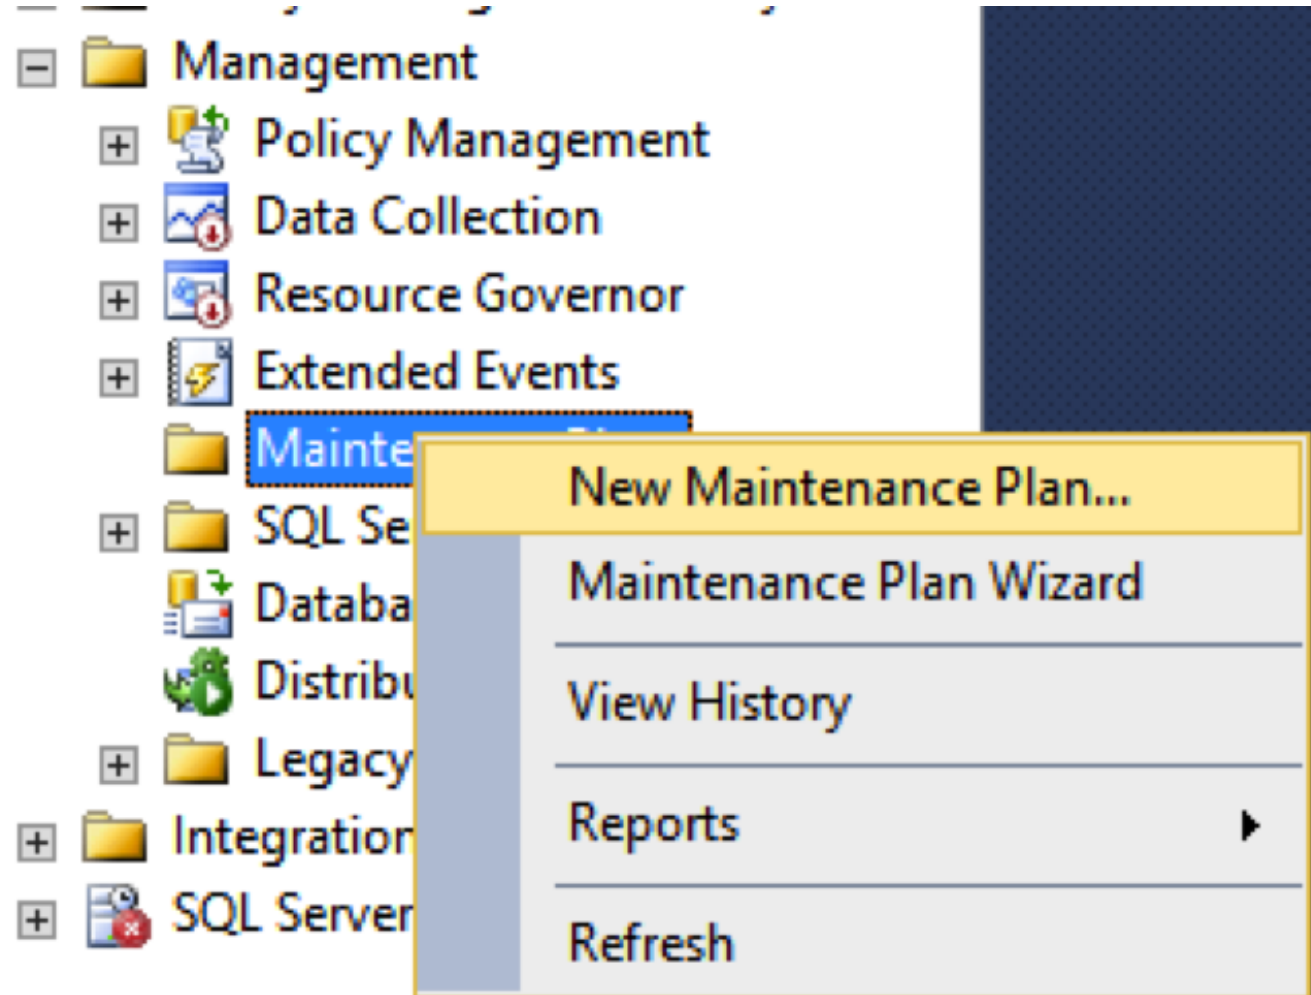 Management
Policy Management
Data Collection
Resource Governor
Extended Events
Mainte
New Maintenance Plan...
SQL Se
Maintenance Plan Wizard
Databa
Distribu
View History
Legacy
Reports
Integration
SQL Server
Refresh